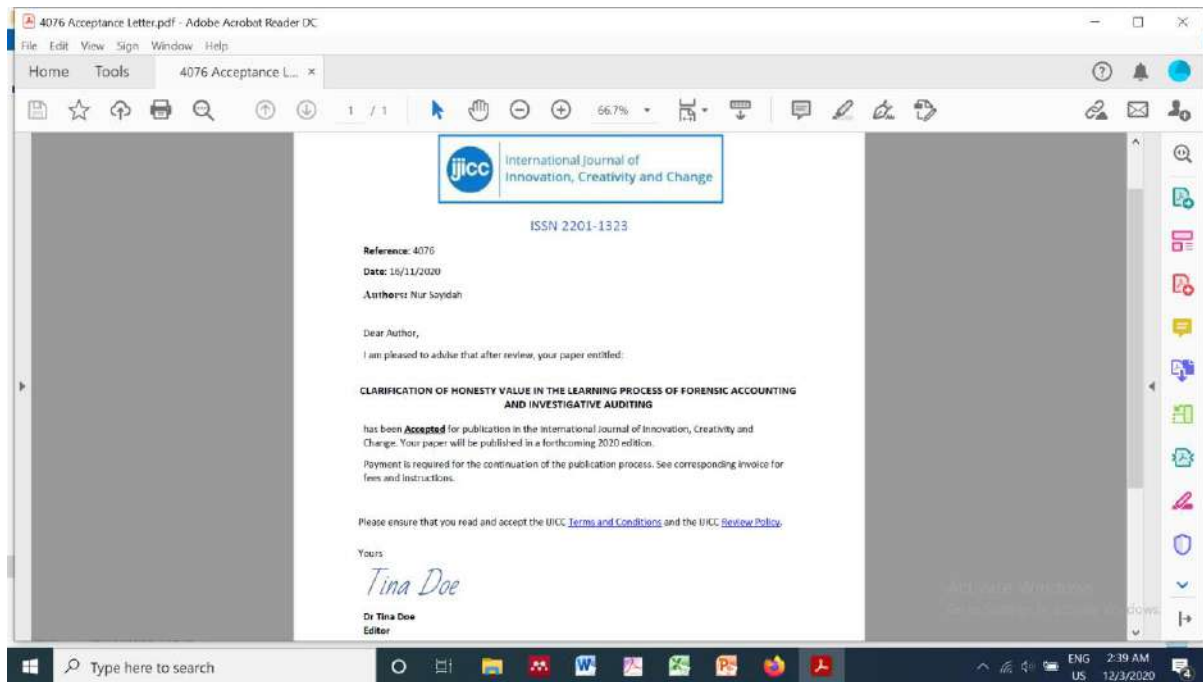 4076 Acceptance Letter.pdf - Adobe Acrobat Reader DC
File Edit View Sign Window Help
Home Tools 4076 Acceptance L... ×
1 / 1 66.7%
ijicc
International Journal of
Innovation, Creativity and Change
ISSN 2201-1323
Reference: 4076
Date: 16/11/2020
Authors: Nur Sayidah
Dear Author,
I am pleased to advise that after review, your paper entitled:
CLARIFICATION OF HONESTY VALUE IN THE LEARNING PROCESS OF FORENSIC ACCOUNTING
AND INVESTIGATIVE AUDITING
has been Accepted for publication in the International Journal of Innovation, Creativity and
Change. Your paper will be published in a forthcoming 2020 edition.
Payment is required for the continuation of the publication process. See corresponding invoice for
fees and instructions.
Please ensure that you read and accept the IJICC Terms and Conditions and the IJICC Review Policy.
Yours
Tina Doe
Dr Tina Doe
Editor
Activate Windows
Type here to search
ENG 2:39 AM
US 12/3/2020